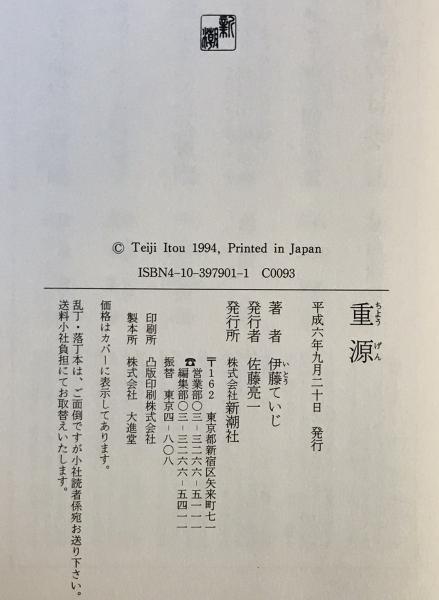 新潮
© Teiji Itou 1994, Printed in Japan
ISBN4-10-397901-1 C0093
重源
ちょう げん
平成六年九月二十日 発行
著者 伊藤ていじ
いとう
発行者 佐藤亮一
発行所 株式会社新潮社
〒162 東京都新宿区矢来町七一
☎営業部〇三-三二六六-五一一一
編集部〇三-三二六六-五四一一
振替 東京四-八〇八
印刷所 凸版印刷株式会社
製本所 株式会社 大進堂
価格はカバーに表示してあります。
乱丁・落丁本は、ご面倒ですが小社読者係宛お送り下さい。
送料小社負担にてお取替えいたします。